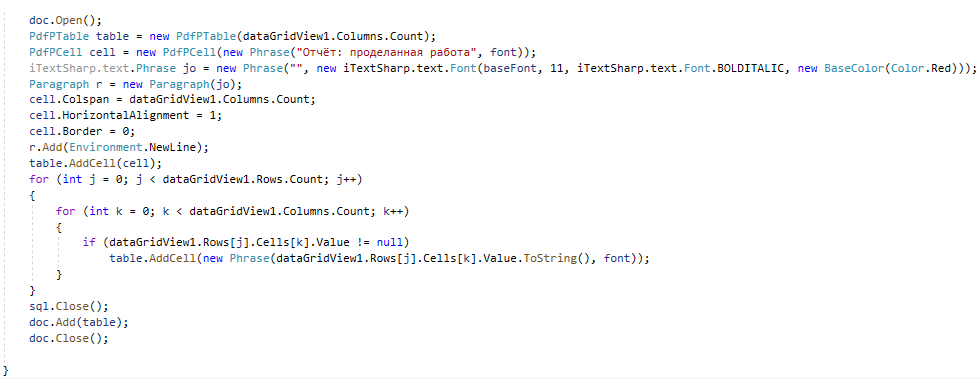 doc.Open();
PdfPTable table = new PdfPTable(dataGridView1.Columns.Count);
PdfPCell cell = new PdfPCell(new Phrase("Отчёт: проделанная работа", font));
iTextSharp.text.Phrase jo = new Phrase("", new iTextSharp.text.Font(baseFont, 11, iTextSharp.text.Font.BOLDITALIC, new BaseColor(Color.Red)));
Paragraph r = new Paragraph(jo);
cell.Colspan = dataGridView1.Columns.Count;
cell.HorizontalAlignment = 1;
cell.Border = 0;
r.Add(Environment.NewLine);
table.AddCell(cell);
for (int j = 0; j < dataGridView1.Rows.Count; j++)
{
for (int k = 0; k < dataGridView1.Columns.Count; k++)
{
if (dataGridView1.Rows[j].Cells[k].Value != null)
table.AddCell(new Phrase(dataGridView1.Rows[j].Cells[k].Value.ToString(), font));
}
}
sql.Close();
doc.Add(table);
doc.Close();
}